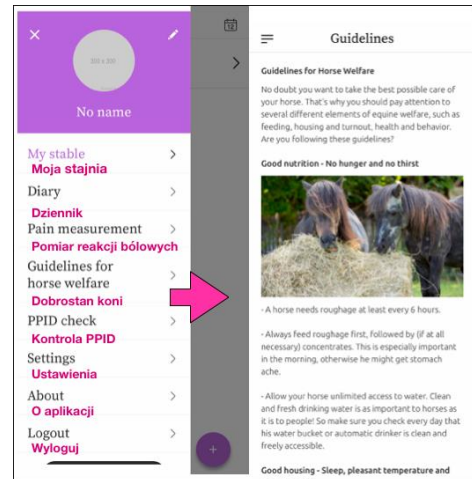 No name
My stable
Moja stajnia
Diary
Dziennik
Pain measurement
Pomiar reakcji bólowych
Guidelines for
horse welfare
Dobrostan koni
PPID check
Kontrola PPID
Settings
Ustawienia
About
O aplikacji
Logout
Wyloguj
Guidelines
Guidelines for Horse Welfare
No doubt you want to take the best possible care of
your horse. That's why you should pay attention to
several different elements of equine welfare, such as
feeding, housing and turnout, health and behavior.
Are you following these guidelines?
Good nutrition - No hunger and no thirst
- A horse needs roughage at least every 6 hours.
- Always feed roughage first, followed by (if at all
necessary) concentrates. This is especially important
in the morning, otherwise he might get stomach
ache.
- Allow your horse unlimited access to water. Clean
and fresh drinking water is as important to horses as
it is to people! So make sure you check every day that
his water bucket or automatic drinker is clean and
freely accessible.
Good housing - Sleep, pleasant temperature and